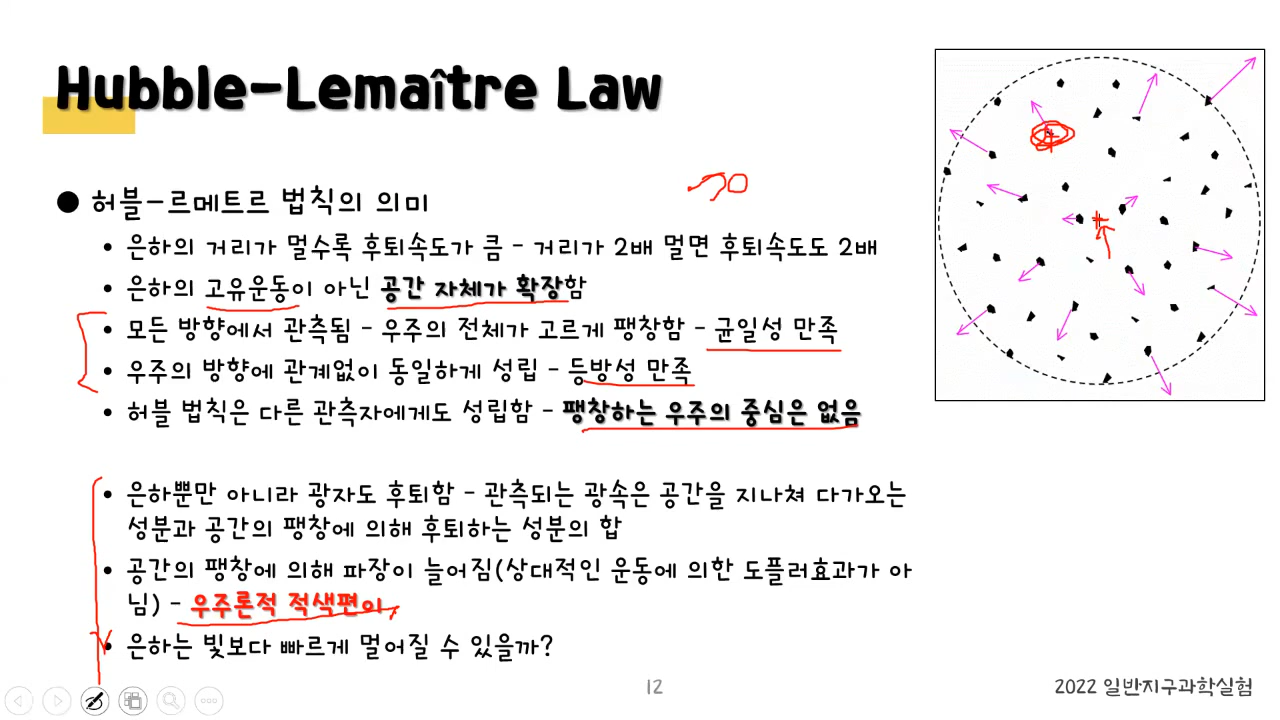 Hubble-Lemaître Law
● 허블-르메트르 법칙의 의미
• 은하의 거리가 멀수록 후퇴속도가 큼 - 거리가 2배 멀면 후퇴속도도 2배
• 은하의 고유운동이 아닌 공간 자체가 확장함
• 모든 방향에서 관측됨 - 우주의 전체가 고르게 팽창함 - 균일성 만족
• 우주의 방향에 관계없이 동일하게 성립 - 등방성 만족
• 허블 법칙은 다른 관측자에게도 성립함 - 팽창하는 우주의 중심은 없음
• 은하뿐만 아니라 광자도 후퇴함 - 관측되는 광속은 공간을 지나쳐 다가오는
성분과 공간의 팽창에 의해 후퇴하는 성분의 합
• 공간의 팽창에 의해 파장이 늘어짐(상대적인 운동에 의한 도플러효과가 아
님) - 우주론적 적색편이
• 은하는 빛보다 빠르게 멀어질 수 있을까?
12
2022 일반지구과학실험